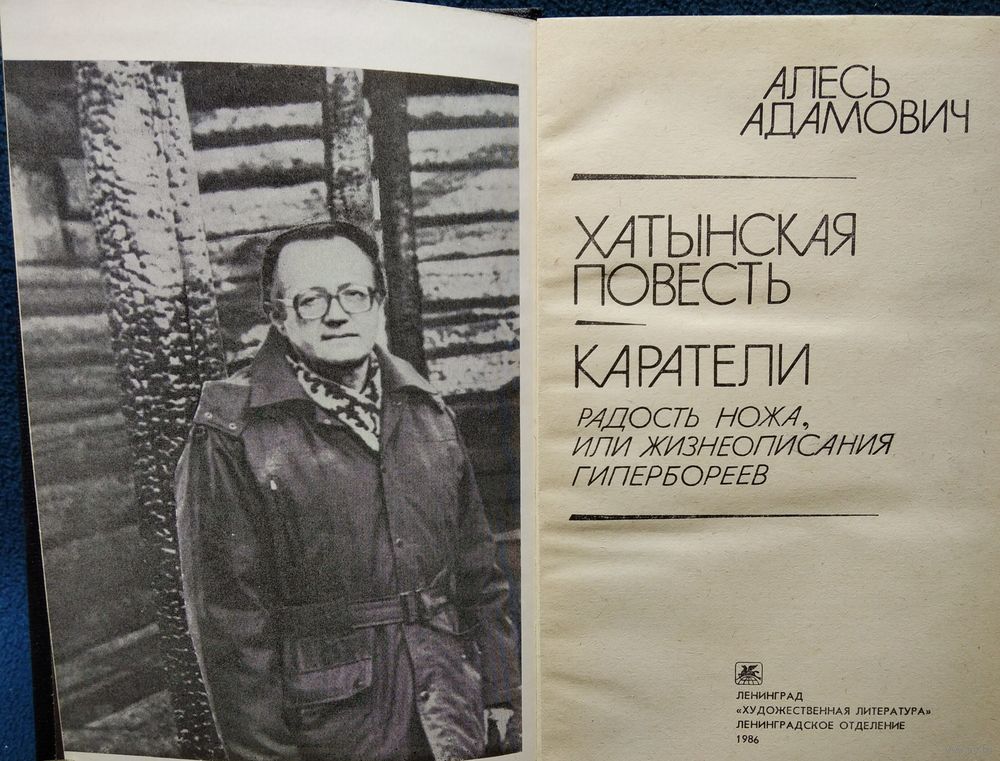 АЛЕСЬ
АДАМОВИЧ
ХАТЫНСКАЯ
ПОВЕСТЬ
КАРАТЕЛИ
РАДОСТЬ НОЖА,
ИЛИ ЖИЗНЕОПИСАНИЯ
ГИПЕРБОРЕЕВ
ЛЕНИНГРАД
«ХУДОЖЕСТВЕННАЯ ЛИТЕРАТУРА»
ЛЕНИНГРАДСКОЕ ОТДЕЛЕНИЕ
1986